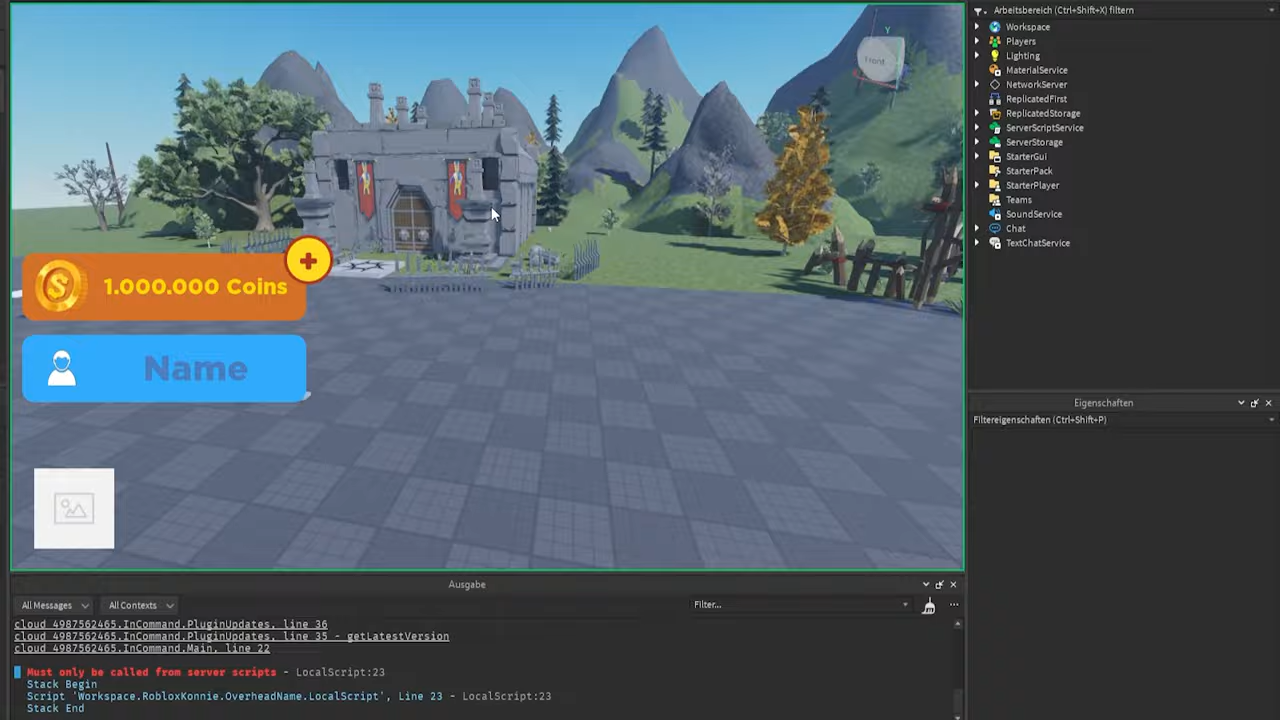 Arbeitsbereich (Ctrl+Shift+X) filtern
Workspace
Players
Lighting
MaterialService
NetworkServer
ReplicatedFirst
ReplicatedStorage
ServerScriptService
ServerStorage
StarterGui
StarterPack
StarterPlayer
Teams
SoundService
Chat
TextChatService
Y
Front
1.000.000 Coins
Name
Eigenschaften
Filtereigenschaften (Ctrl+Shift+P)
Ausgabe
All Messages
All Contexts
Filter...
cloud_4987562465.InCommand.PluginUpdates, line 36
cloud_4987562465.InCommand.PluginUpdates, line 35 - getLatestVersion
cloud_4987562465.InCommand.Main, line 22
Must only be called from server scripts - LocalScript:23
Stack Begin
Script 'Workspace.RobloxKonnie.OverheadName.LocalScript', Line 23 - LocalScript:23
Stack End